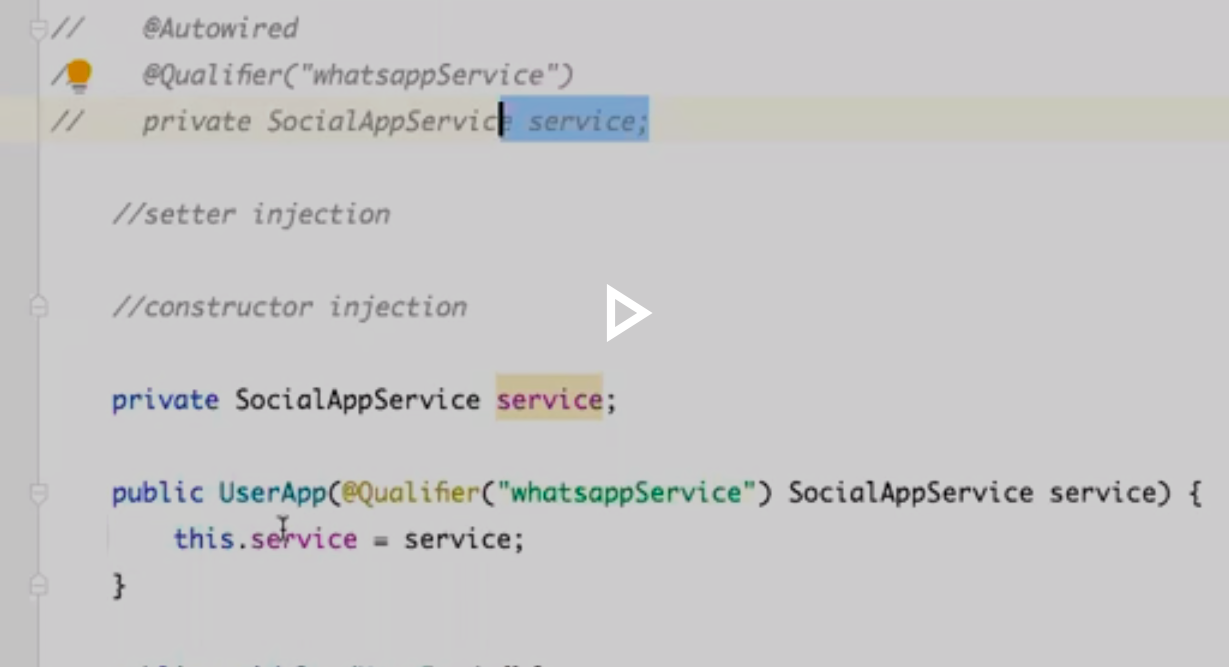 //    @Autowired
/    @Qualifier("whatsappService")
//    private SocialAppService service;
//setter injection
//constructor injection
private SocialAppService service;
public UserApp(@Qualifier("whatsappService") SocialAppService service) {
this.service = service;
}